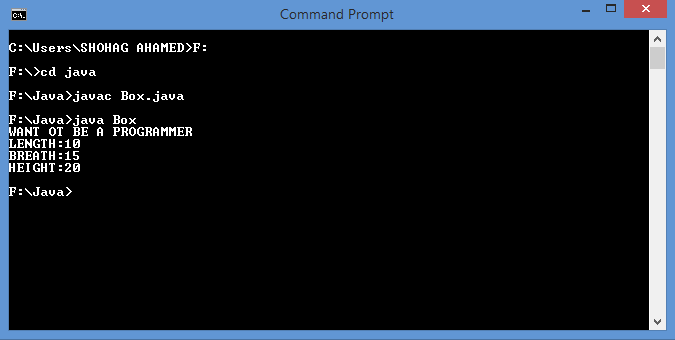 Command Prompt
C:\Users\SHOHAG AHAMED>F:
F:\>cd java
F:\Java>javac Box.java
F:\Java>java Box
WANT OT BE A PROGRAMMER
LENGTH:10
BREATH:15
HEIGHT:20
F:\Java>